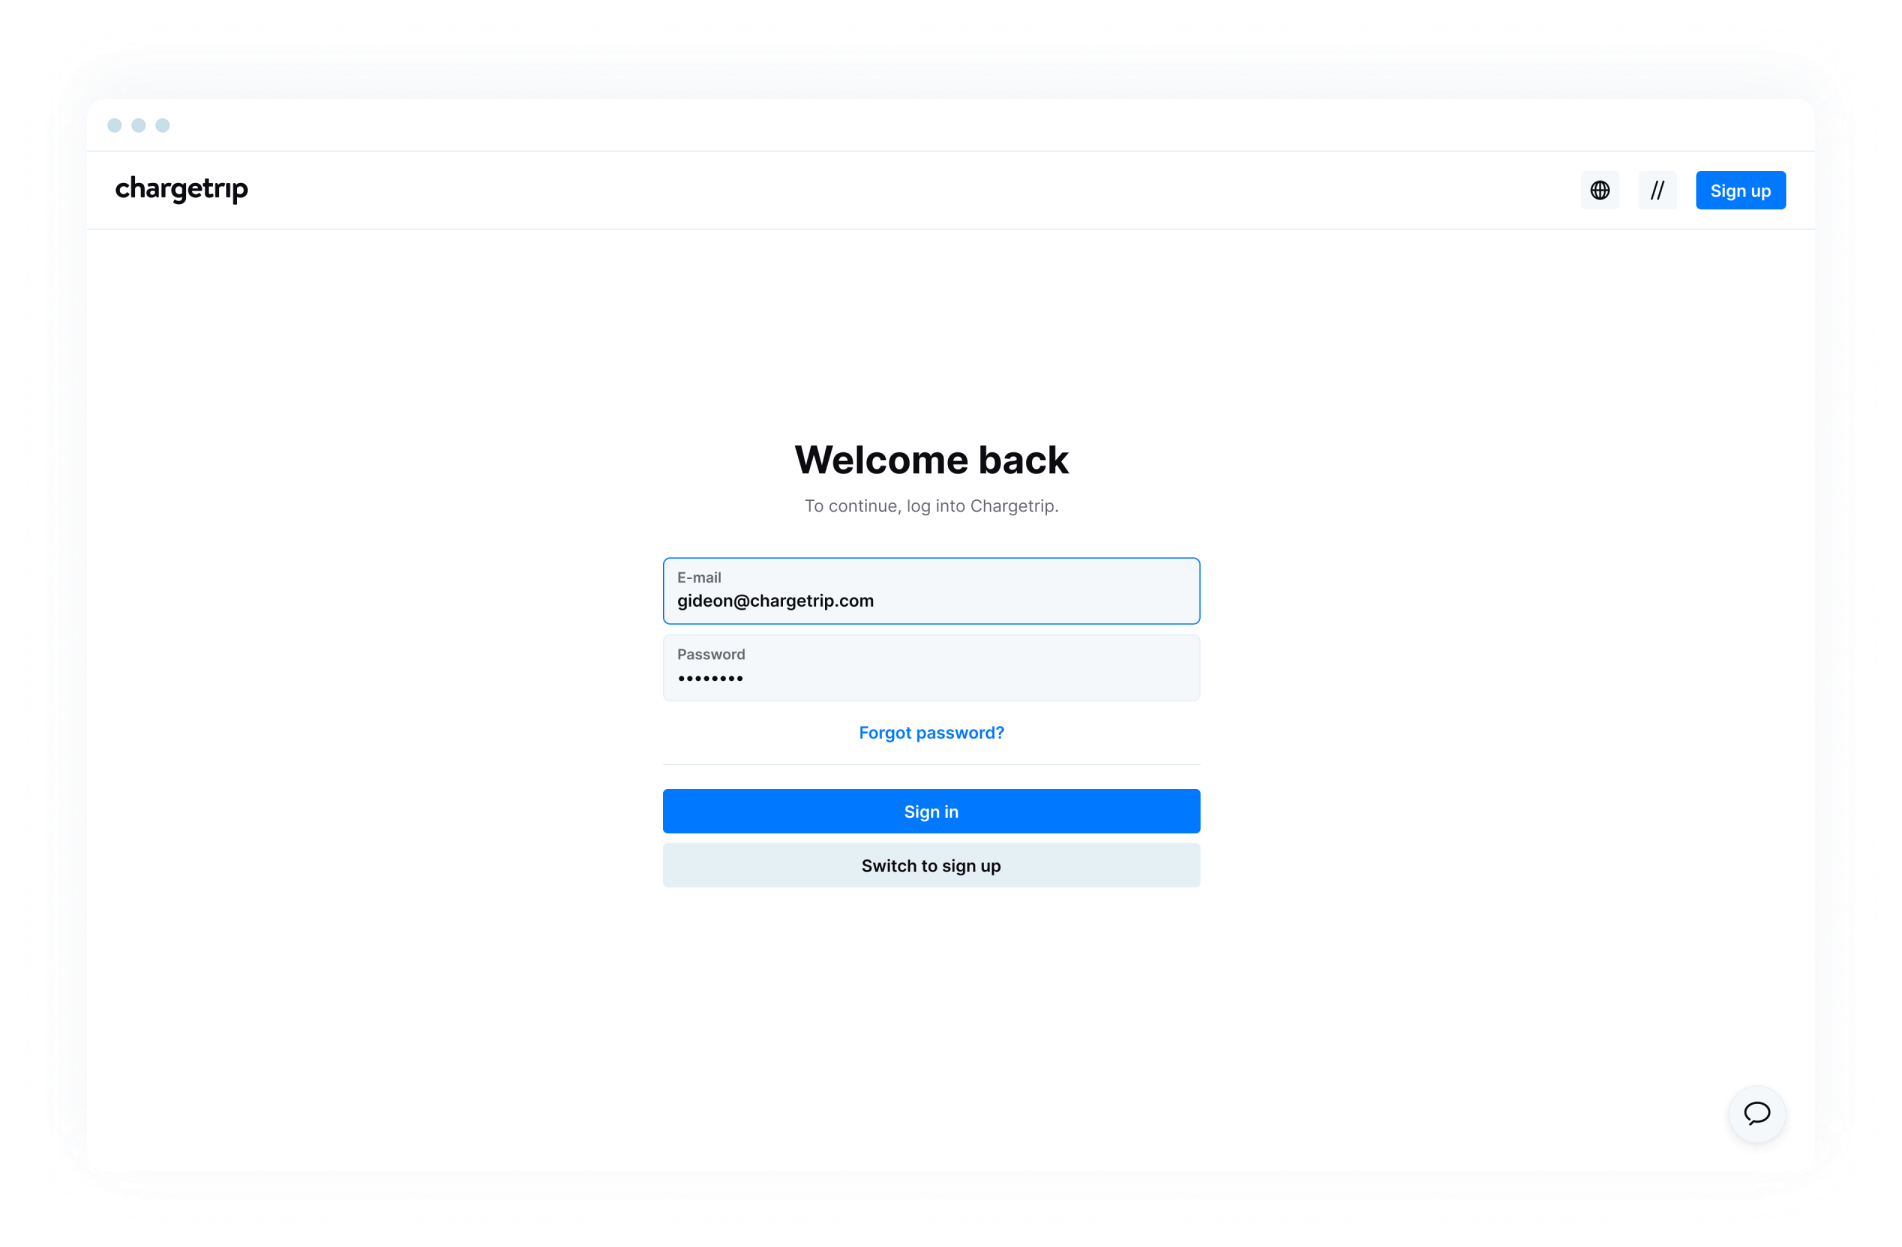 chargetrip
//
Sign up
Welcome back
To continue, log into Chargetrip.
E-mail
gideon@chargetrip.com
Password
••••••••
Forgot password?
Sign in
Switch to sign up